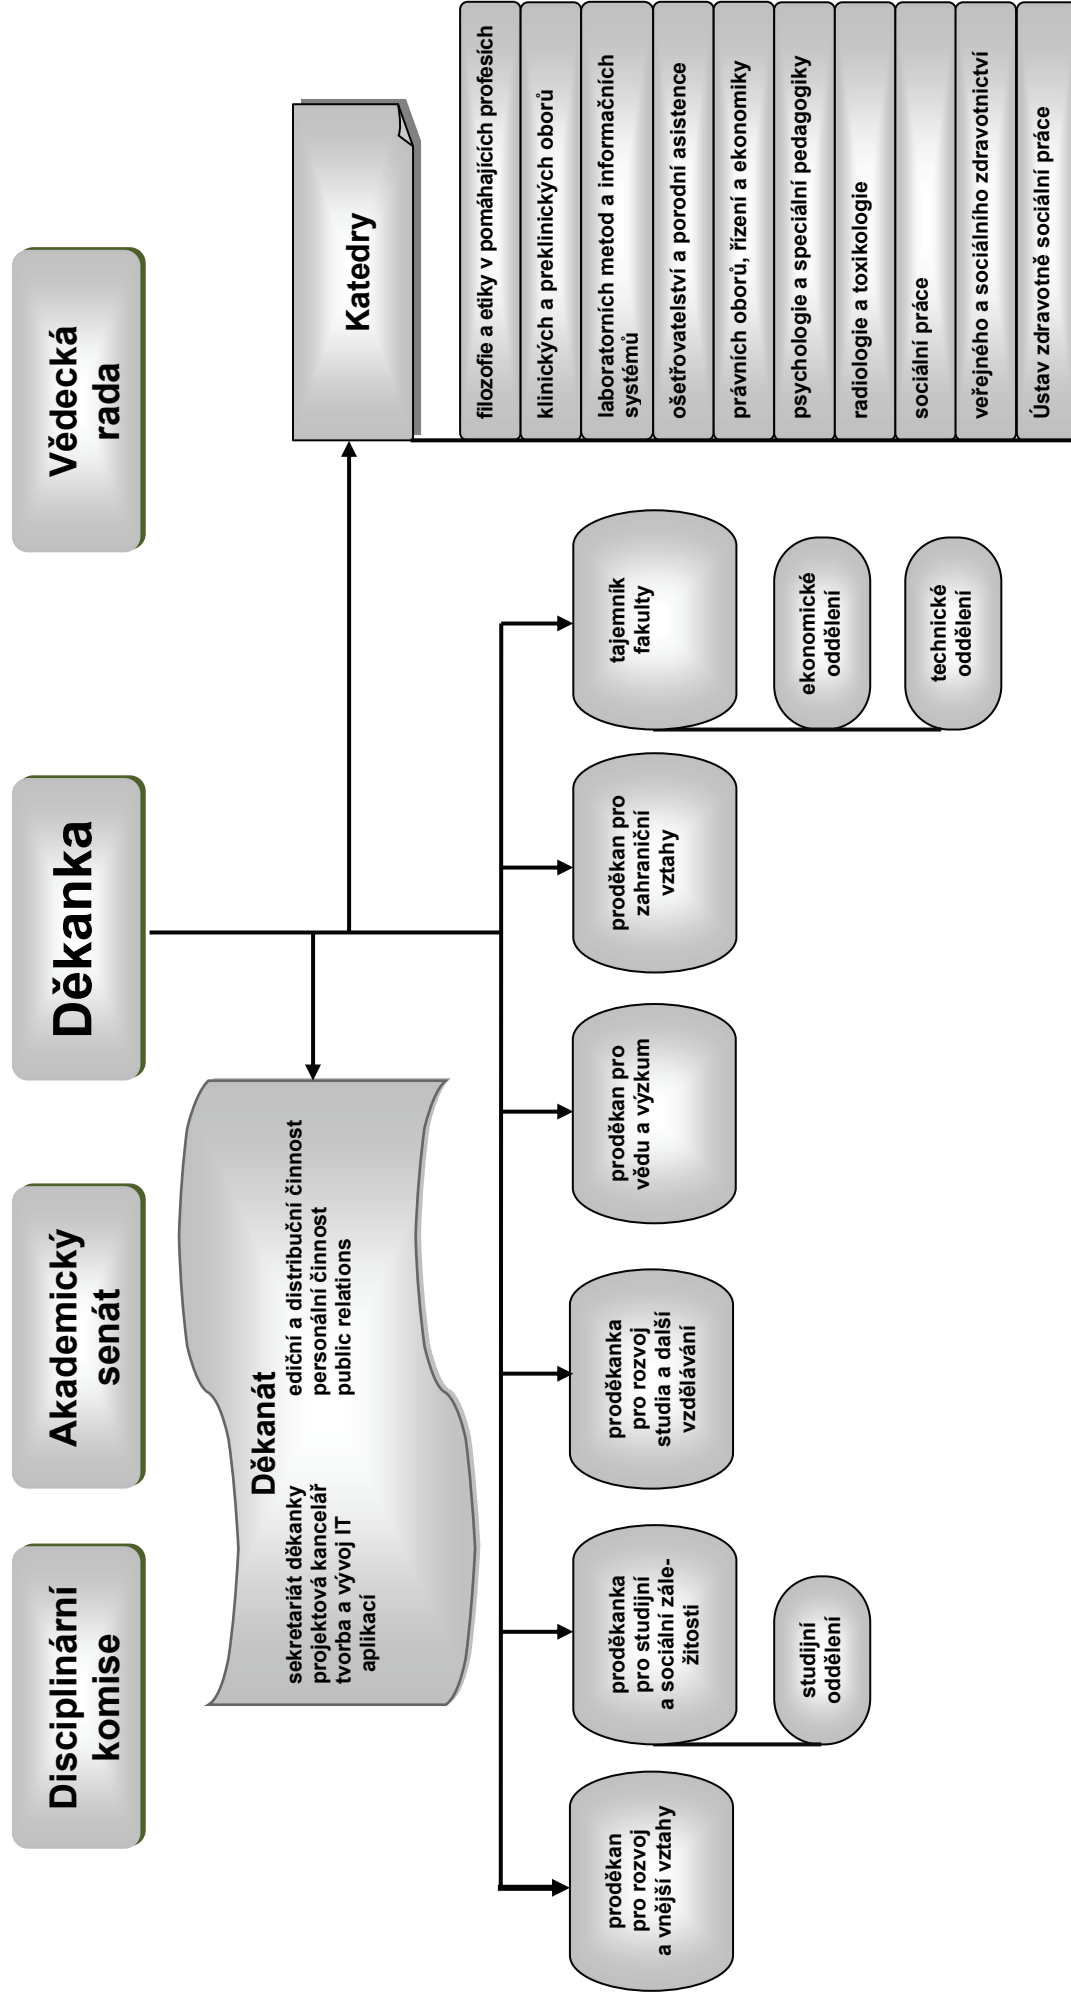 Disciplinární
komise
Akademický
senát
Děkanka
Vědecká
rada
Děkanát
sekretariát děkanky
projektová kancelář
tvorba a vývoj IT
aplikací
ediční a distribuční činnost
personální činnost
public relations
Katedry
filozofie a etiky v pomáhajících profesích
klinických a preklinických oborů
laboratorních metod a informačních
systémů
ošetřovatelství a porodní asistence
právních oborů, řízení a ekonomiky
psychologie a speciální pedagogiky
radiologie a toxikologie
sociální práce
veřejného a sociálního zdravotnictví
Ústav zdravotně sociální práce
proděkan
pro rozvoj
a vnější vztahy
proděkanka
pro studijní
a sociální zále-
žitosti
studijní
oddělení
proděkanka
pro rozvoj
studia a další
vzdělávání
proděkan pro
vědu a výzkum
proděkan pro
zahraniční
vztahy
tajemník
fakulty
ekonomické
oddělení
technické
oddělení